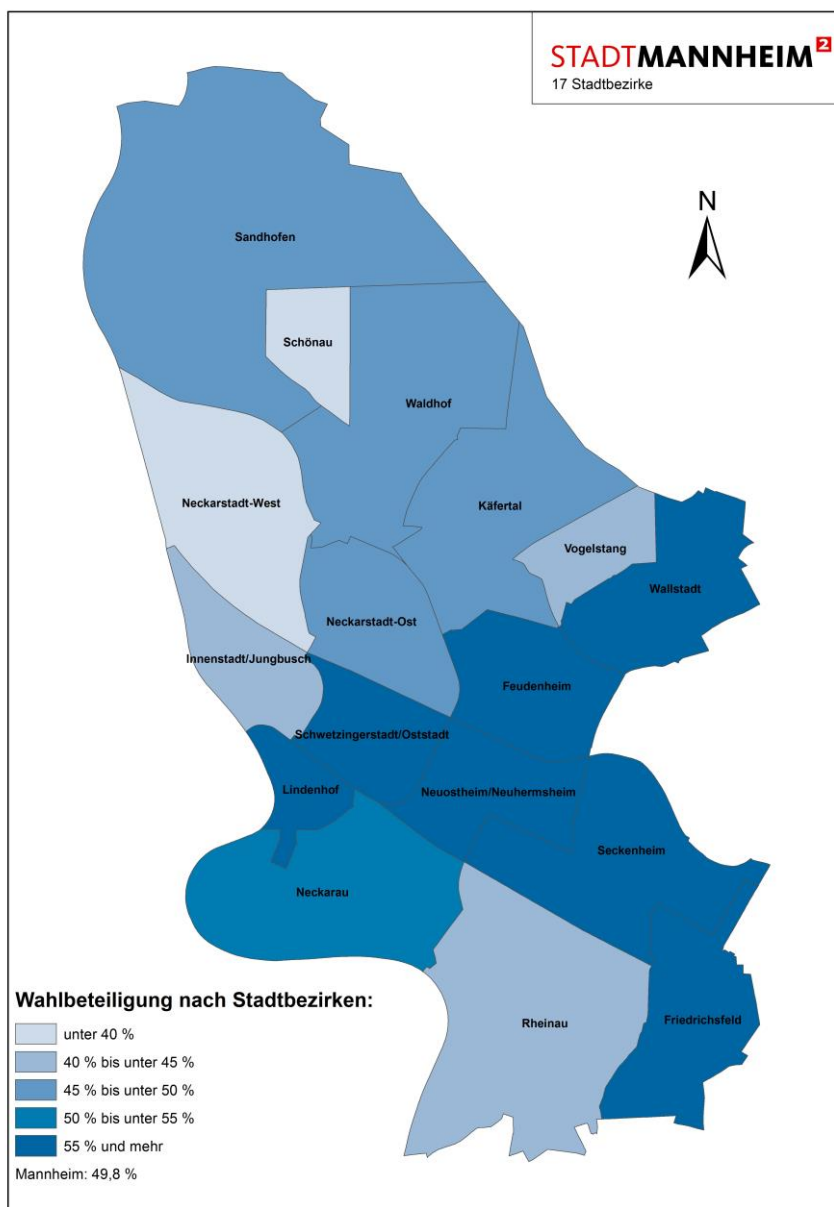 STADTMANNHEIM²
17 Stadtbezirke
N
Sandhofen
Schönau
Waldhof
Neckarstadt-West
Käfertal
Vogelstang
Wallstadt
Neckarstadt-Ost
Innenstadt/Jungbusch
Feudenheim
Schwetzingerstadt/Oststadt
Lindenhof
Neuostheim/Neuhermsheim
Seckenheim
Neckarau
Rheinau
Friedrichsfeld
Wahlbeteiligung nach Stadtbezirken:
unter 40 %
40 % bis unter 45 %
45 % bis unter 50 %
50 % bis unter 55 %
55 % und mehr
Mannheim: 49,8 %